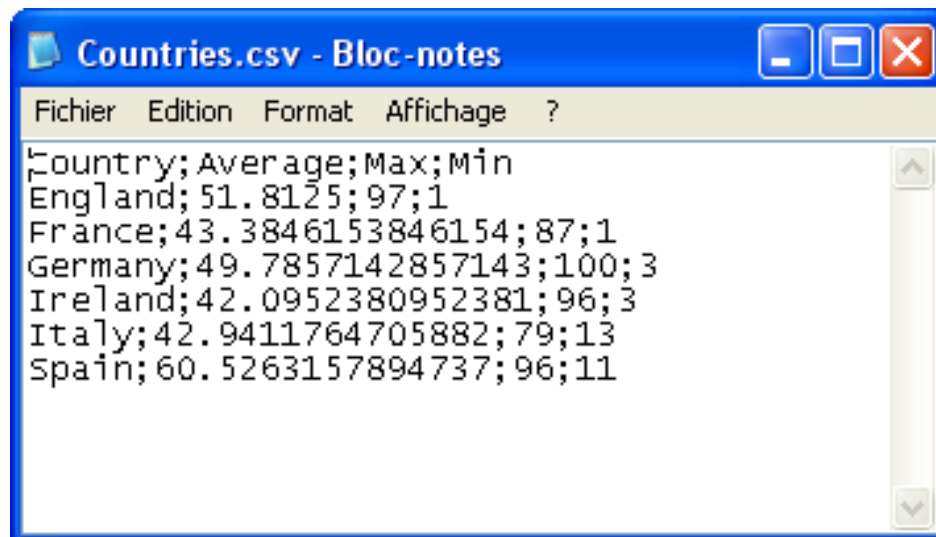 Countries.csv - Bloc-notes
Fichier Edition Format Affichage ?
Country;Average;Max;Min
England;51.8125;97;1
France;43.3846153846154;87;1
Germany;49.7857142857143;100;3
Ireland;42.0952380952381;96;3
Italy;42.9411764705882;79;13
Spain;60.5263157894737;96;11